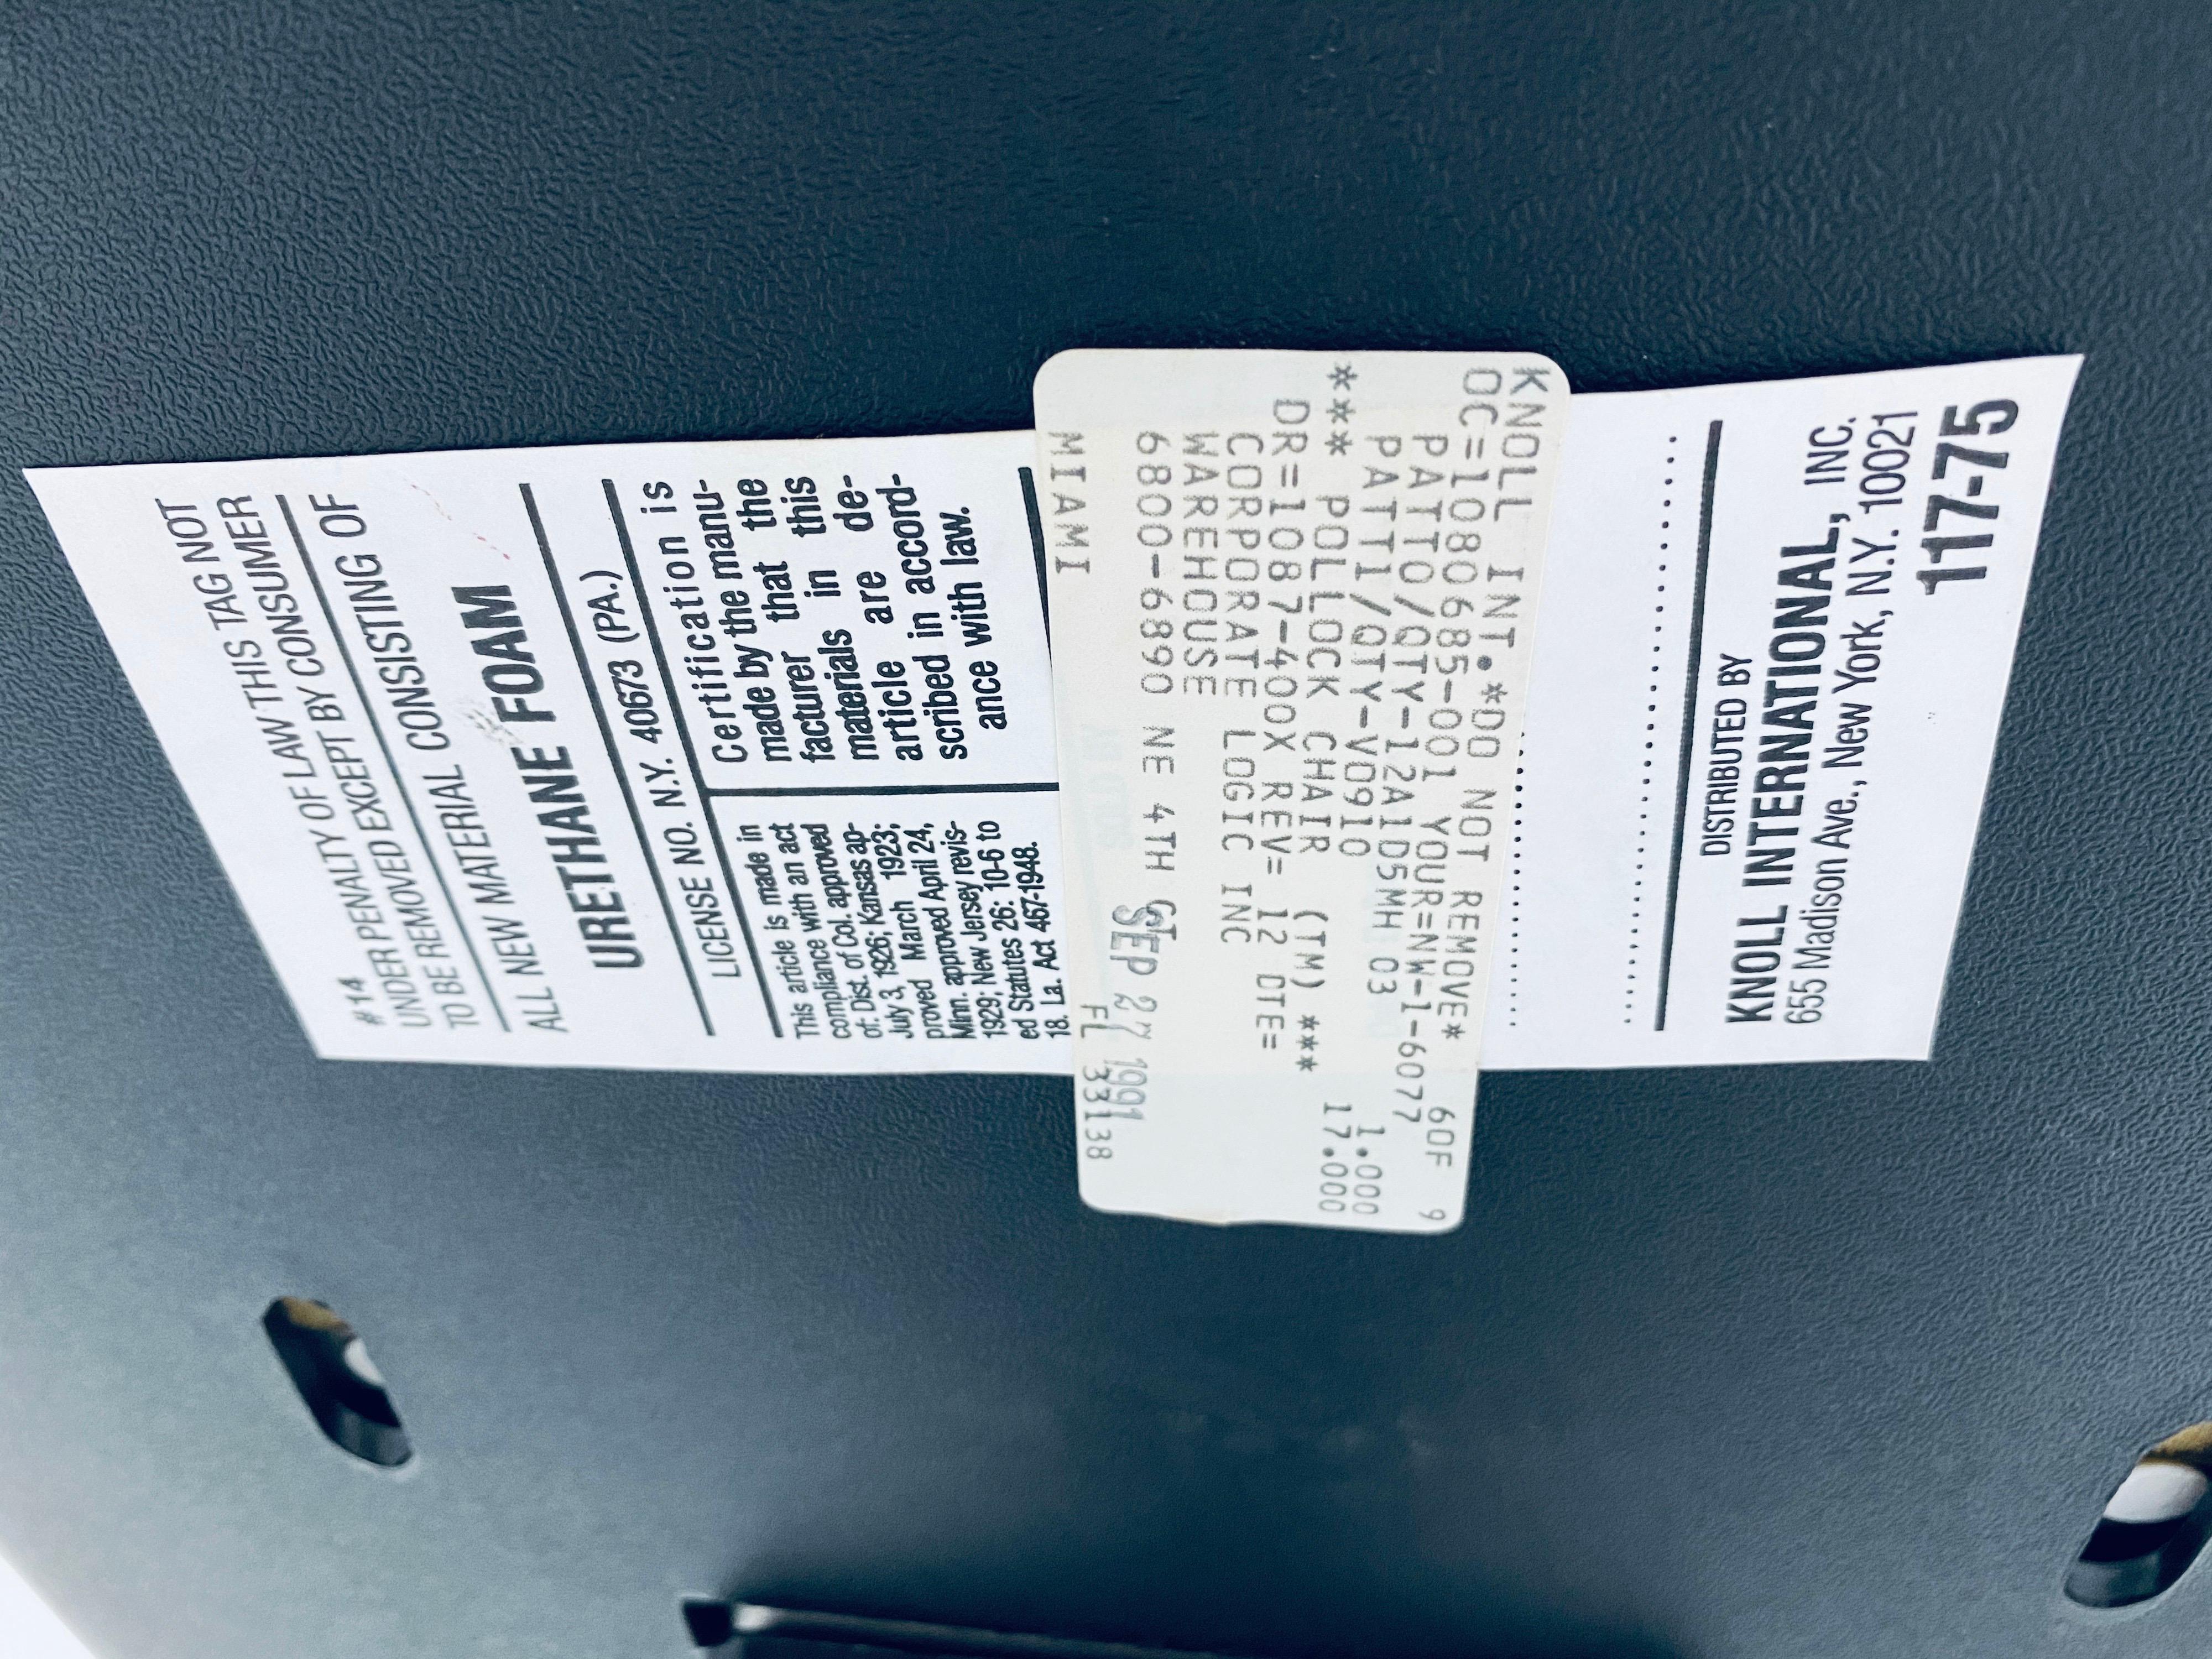 #14
UNDER PENALTY OF LAW THIS TAG NOT
TO BE REMOVED EXCEPT BY CONSUMER
ALL NEW MATERIAL CONSISTING OF
URETHANE FOAM
LICENSE NO. N.Y. 40673 (PA.)
This article is made in
compliance with an act
of: Dist. of Col. approved
July 3, 1926; Kansas ap-
proved March 1923;
Minn. approved April 24,
1929; New Jersey revis-
ed Statutes 26: 10-6 to
18. La. Act 467-1948.
Certification is
made by the manu-
facturer that the
materials in this
article are de-
scribed in accord-
ance with law.
KNOLL INT.*DO NOT REMOVE* 60F 9
OC=1080685-001 YOUR=NW-1-6077
PATTO/QTY-12A1D5MH 03 1.000
PATTI/QTY-V0910 17.000
*** POLLOCK CHAIR (TM) ***
DR=1087-400X REV= 12 DTE=
CORPORATE LOGIC INC
WAREHOUSE
6800-6890 NE 4TH CT
SEP 27 1991
MIAMI FL 33138
DISTRIBUTED BY
KNOLL INTERNATIONAL, INC.
655 Madison Ave., New York, N.Y. 10021
117-75